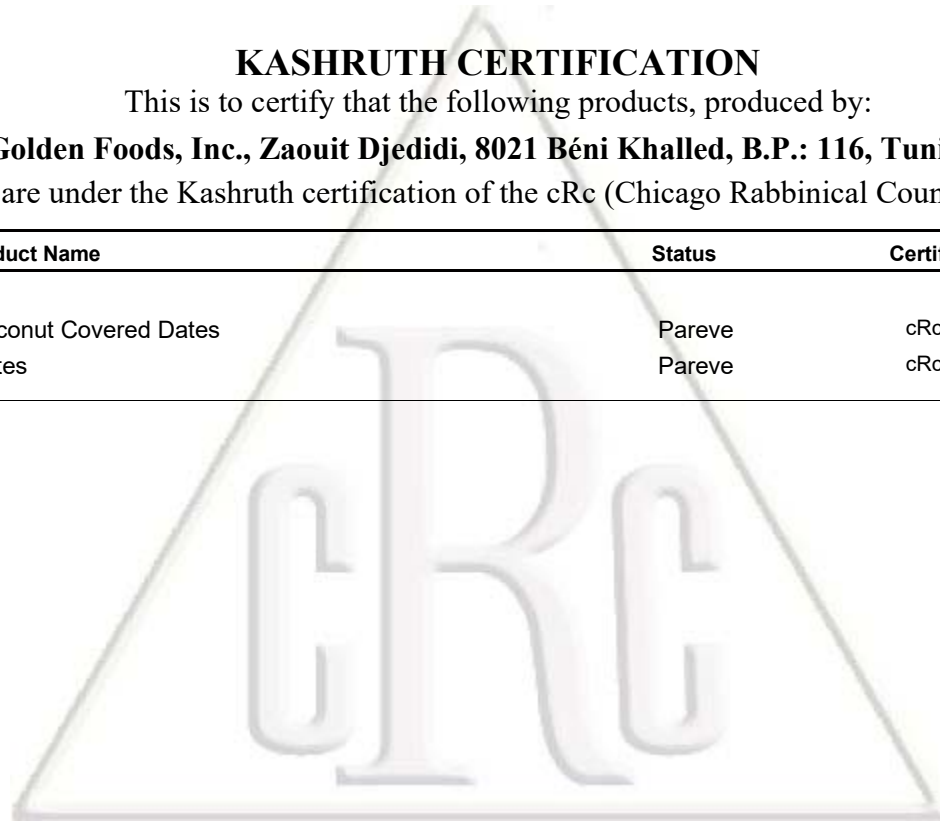 KASHRUTH CERTIFICATION
This is to certify that the following products, produced by:
Golden Foods, Inc., Zaouit Djedidi, 8021 Béni Khalled, B.P.: 116, Tuni
are under the Kashruth certification of the cRc (Chicago Rabbinical Coun
duct Name Status Certif
conut Covered Dates Pareve cRc
tes Pareve cRc
cRc